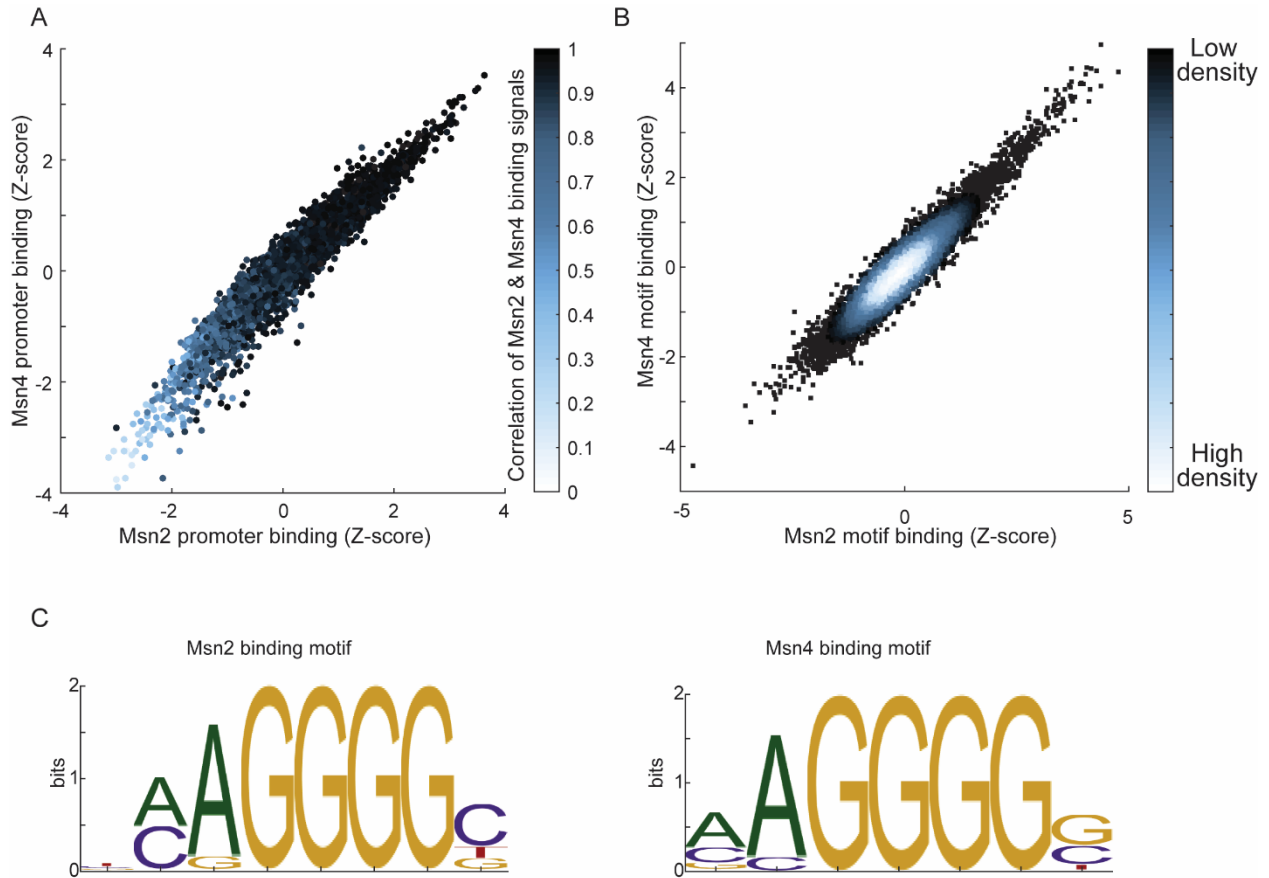 A
4
2
0
-2
-4
-4
-2
0
2
4
Msn4 promoter binding (Z-score)
Msn2 promoter binding (Z-score)
1
0.9
0.8
0.7
0.6
0.5
0.4
0.3
0.2
0.1
0
Correlation of Msn2 & Msn4 binding signals
B
4
2
0
-2
-4
-5
0
5
Msn4 motif binding (Z-score)
Msn2 motif binding (Z-score)
Low
density
High
density
C
Msn2 binding motif
2
1
0
bits
A
C
A
G
G
G
G
G
C
T
G
Msn4 binding motif
2
1
0
bits
A
C
G
A
C
G
G
G
G
G
C
T